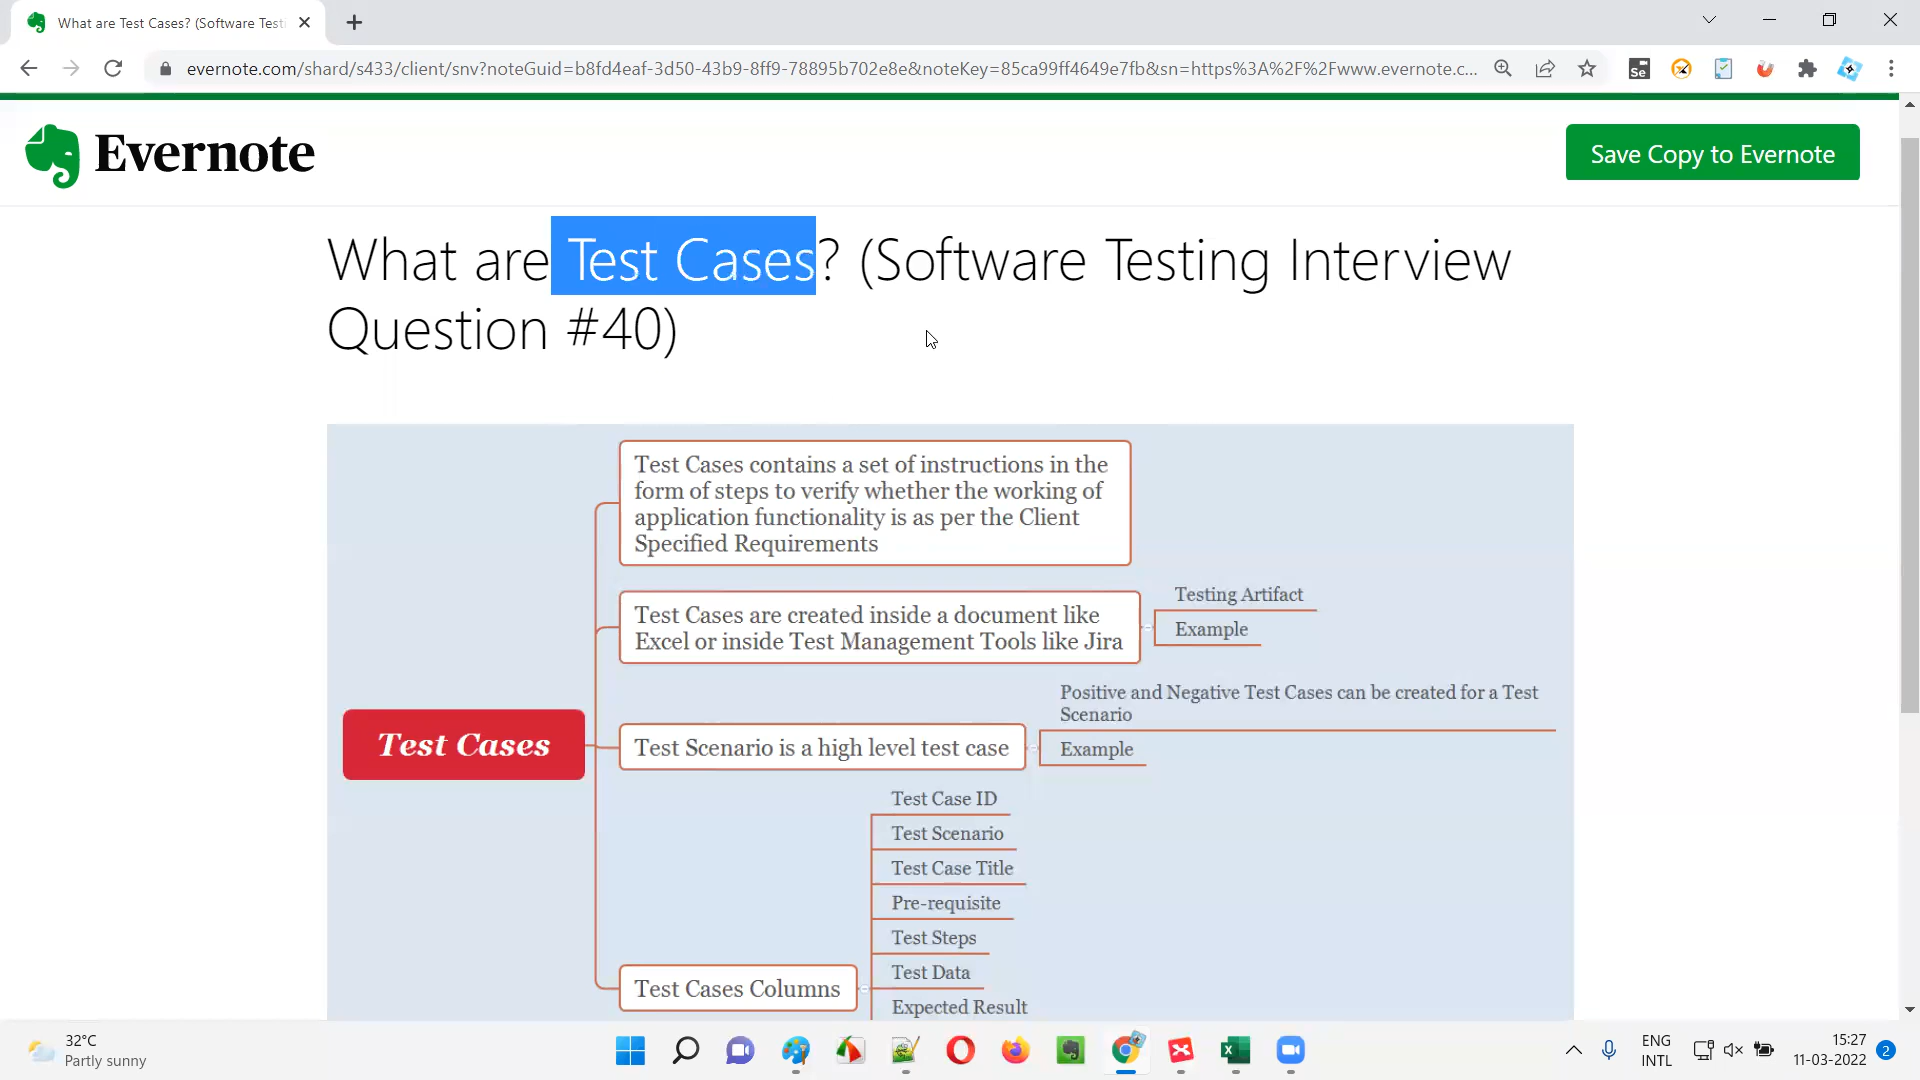 What are Test Cases? (Software Testi
evernote.com/shard/s433/client/snv?noteGuid=b8fd4eaf-3d50-43b9-8ff9-78895b702e8e&noteKey=85ca99ff4649e7fb&sn=https%3A%2F%2Fwww.evernote.c...
Se
Evernote
Save Copy to Evernote
What are Test Cases? (Software Testing Interview
Question #40)
Test Cases contains a set of instructions in the
form of steps to verify whether the working of
application functionality is as per the Client
Specified Requirements
Test Cases are created inside a document like
Excel or inside Test Management Tools like Jira
Testing Artifact
Example
Positive and Negative Test Cases can be created for a Test
Scenario
Test Scenario is a high level test case
Example
Test Cases
Test Case ID
Test Scenario
Test Case Title
Pre-requisite
Test Steps
Test Data
Test Cases Columns
Expected Result
32°C
Partly sunny
ENG
INTL
15:27
11-03-2022
2